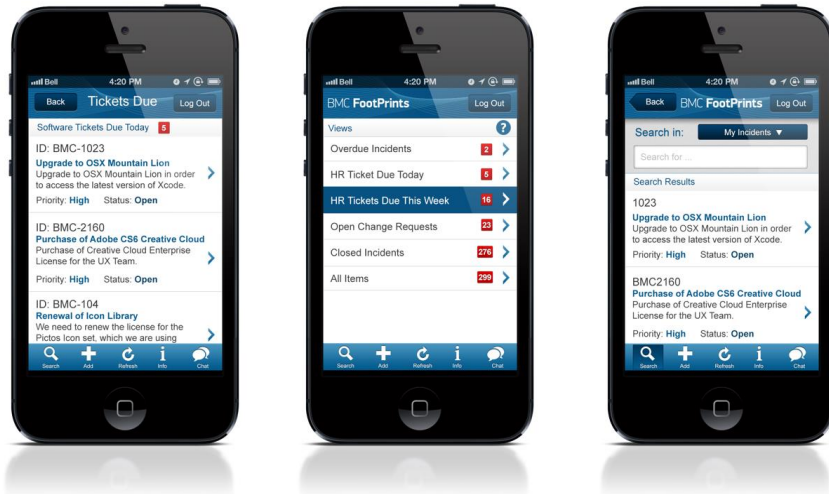 Bell 4:20 PM
Back Tickets Due Log Out
Software Tickets Due Today 5
ID: BMC-1023
Upgrade to OSX Mountain Lion
Upgrade to OSX Mountain Lion in order
to access the latest version of Xcode.
Priority: High Status: Open
ID: BMC-2160
Purchase of Adobe CS6 Creative Cloud
Purchase of Creative Cloud Enterprise
License for the UX Team.
Priority: High Status: Open
ID: BMC-104
Renewal of Icon Library
We need to renew the license for the
Pictos Icon set, which we are using
Search Add Refresh Info Chat
Bell 4:20 PM
BMC FootPrints Log Out
Views ?
Overdue Incidents 2
HR Ticket Due Today 5
HR Tickets Due This Week 16
Open Change Requests 23
Closed Incidents 276
All Items 299
Search Add Refresh Info Chat
Bell 4:20 PM
Back BMC FootPrints Log Out
Search in: My Incidents ▼
Search for ...
Search Results
1023
Upgrade to OSX Mountain Lion
Upgrade to OSX Mountain Lion in order
to access the latest version of Xcode.
Priority: High Status: Open
BMC2160
Purchase of Adobe CS6 Creative Cloud
Purchase of Creative Cloud Enterprise
License for the UX Team.
Priority: High Status: Open
Search Add Refresh Info Chat